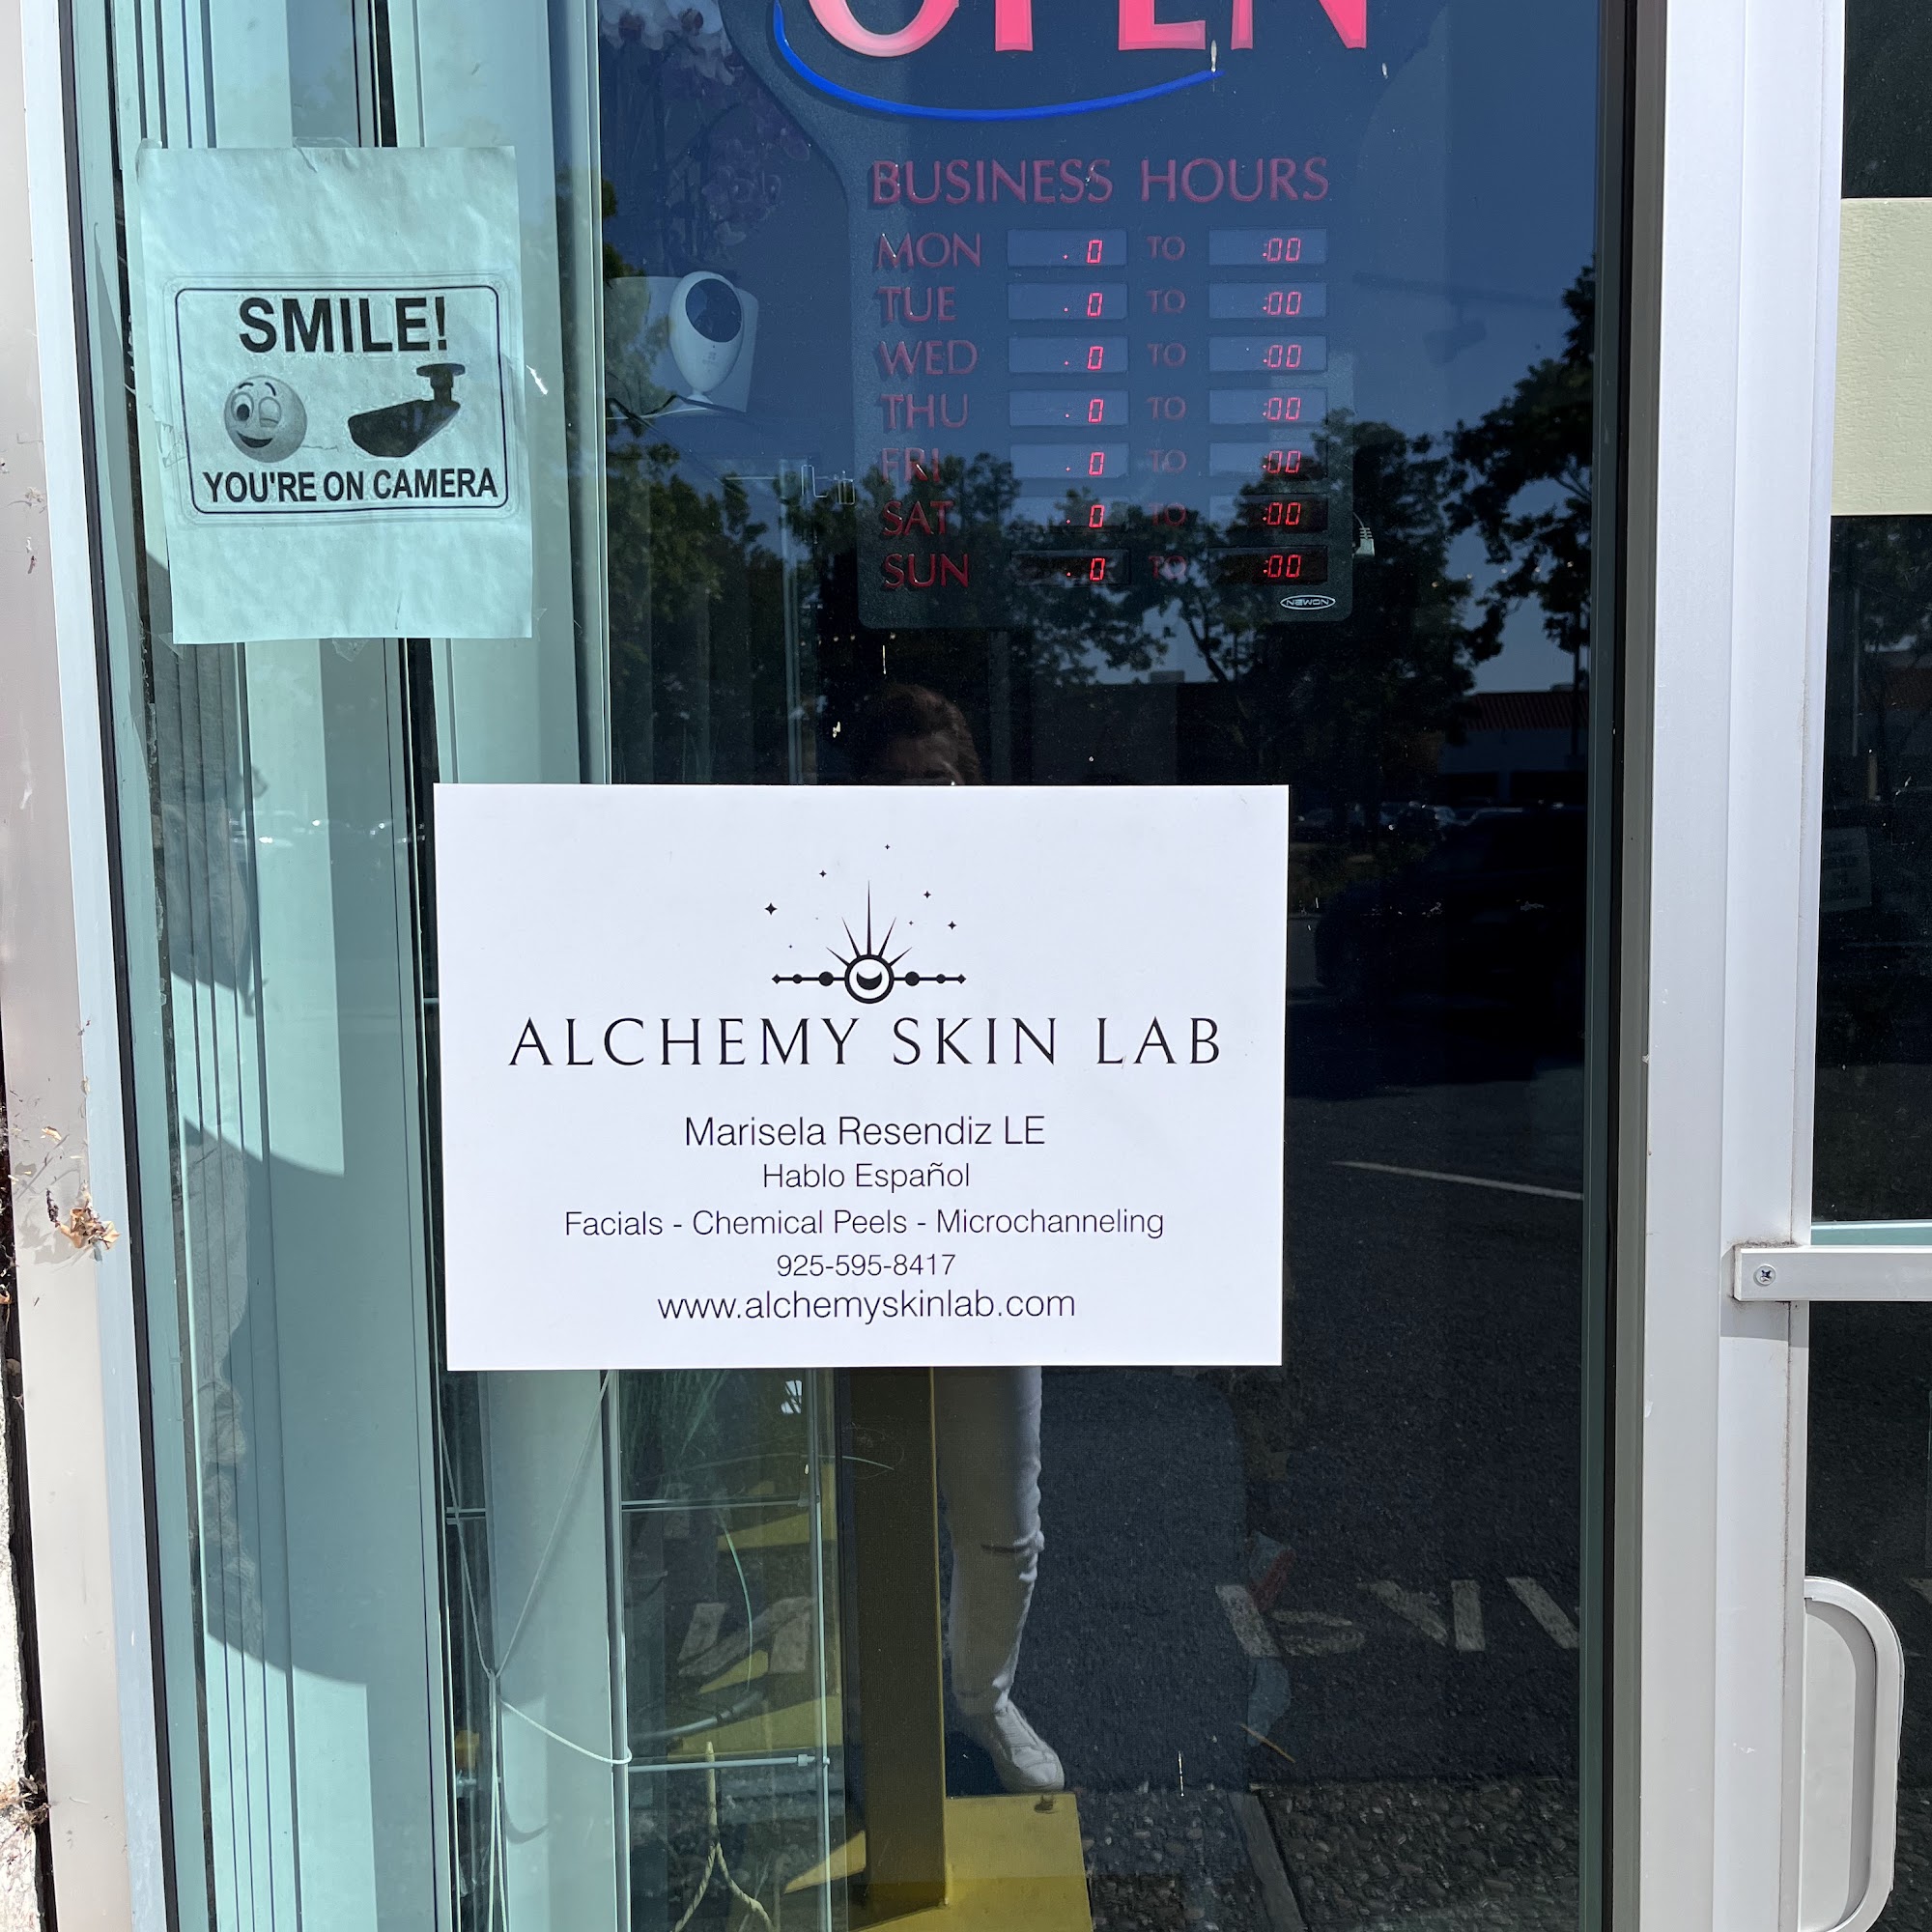 OPEN
BUSINESS HOURS
MON . 0 TO :00
TUE . 0 TO :00
WED . 0 TO :00
THU . 0 TO :00
FRI . 0 TO :00
SAT . 0 TO :00
SUN . 0 TO :00
NEWON
SMILE!
YOU'RE ON CAMERA
ALCHEMY SKIN LAB
Marisela Resendiz LE
Hablo Español
Facials - Chemical Peels - Microchanneling
925-595-8417
www.alchemyskinlab.com